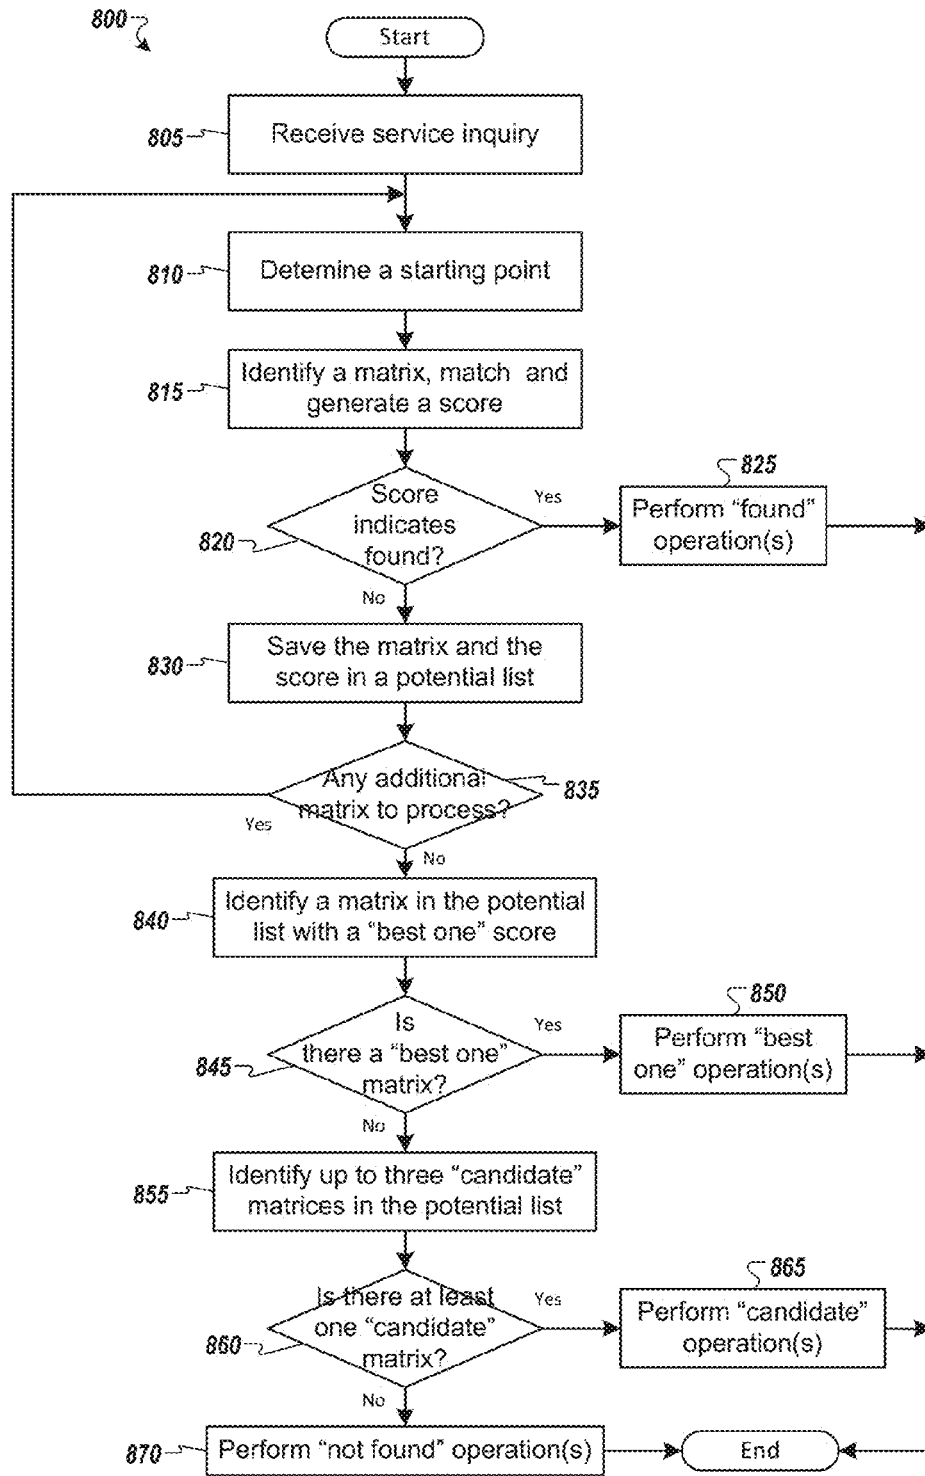 800
Start
805
Receive service inquiry
810
Detemine a starting point
815
Identify a matrix, match and
generate a score
820
Score
indicates
found?
Yes
825
Perform “found”
operation(s)
No
830
Save the matrix and the
score in a potential list
Any additional
matrix to process?
835
Yes
No
840
Identify a matrix in the potential
list with a “best one” score
845
Is
there a “best one”
matrix?
Yes
850
Perform “best
one” operation(s)
No
855
Identify up to three “candidate”
matrices in the potential list
860
Is there at least
one “candidate”
matrix?
Yes
865
Perform “candidate”
operation(s)
No
870
Perform “not found” operation(s)
End